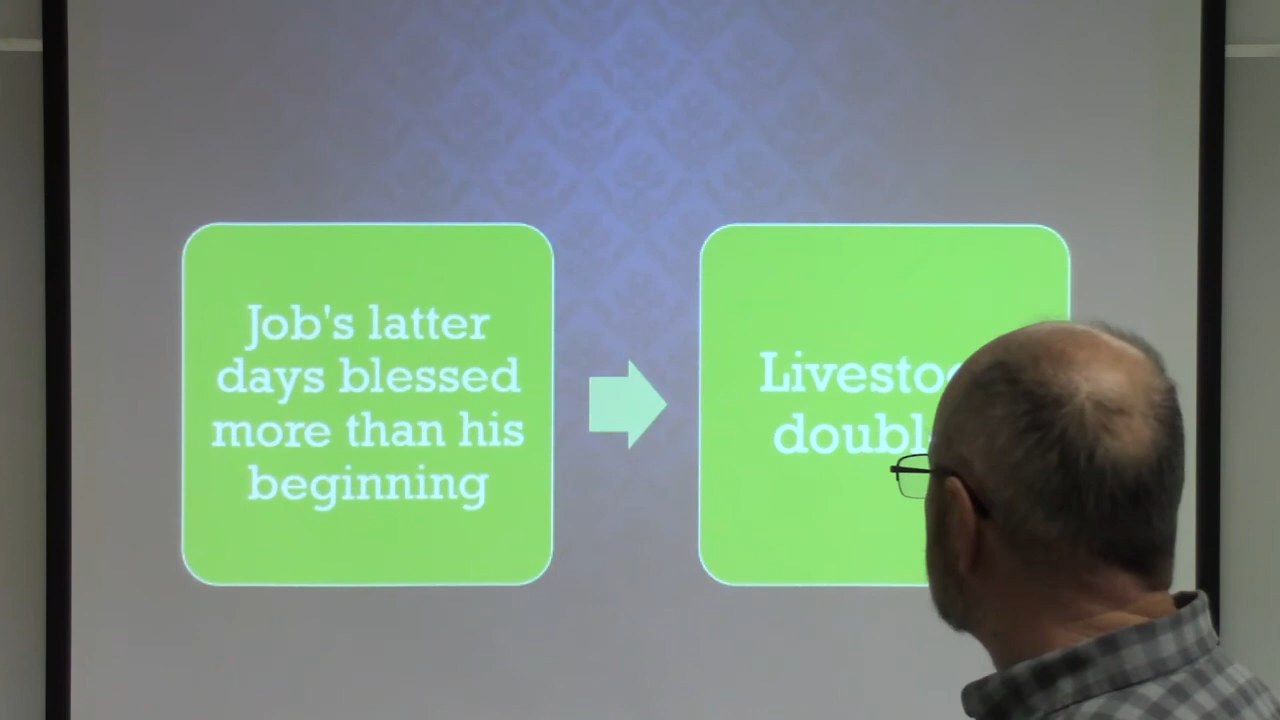 Job's latter
days blessed
more than his
beginning